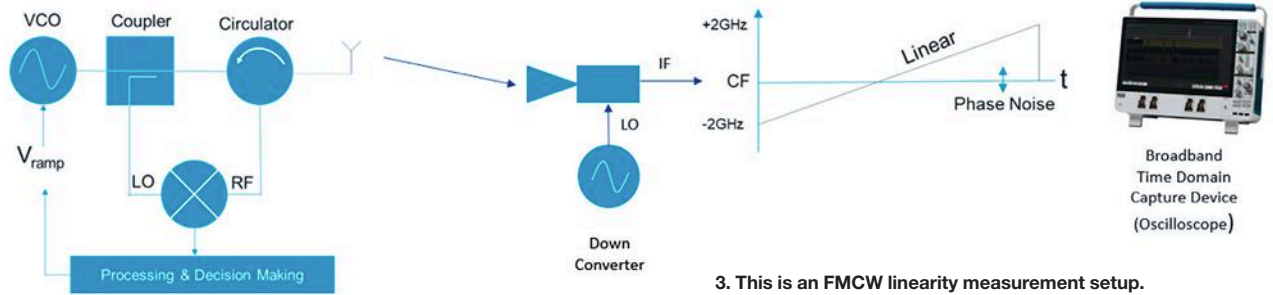 VCO
Coupler
Circulator
V ramp
LO
RF
Processing & Decision Making
IF
LO
Down
Converter
+2GHz
CF
-2GHz
Linear
t
Phase Noise
Broadband
Time Domain
Capture Device
(Oscilloscope)
3. This is an FMCW linearity measurement setup.